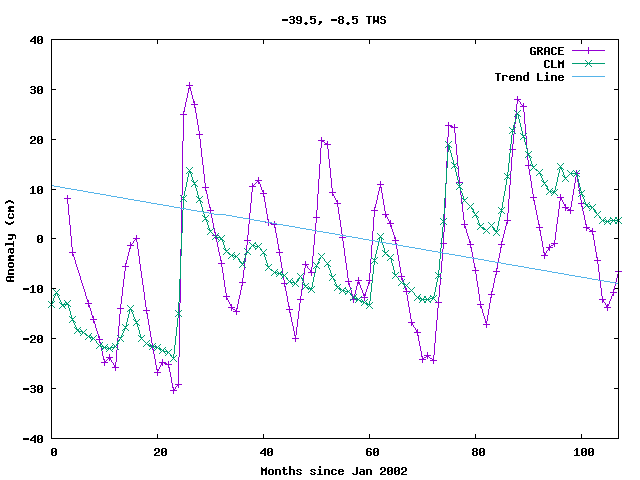 -39.5, -8.5 TWS
GRACE
CLM
Trend Line
40
30
20
10
0
-10
-20
-30
-40
Anomaly (cm)
0 20 40 60 80 100
Months since Jan 2002